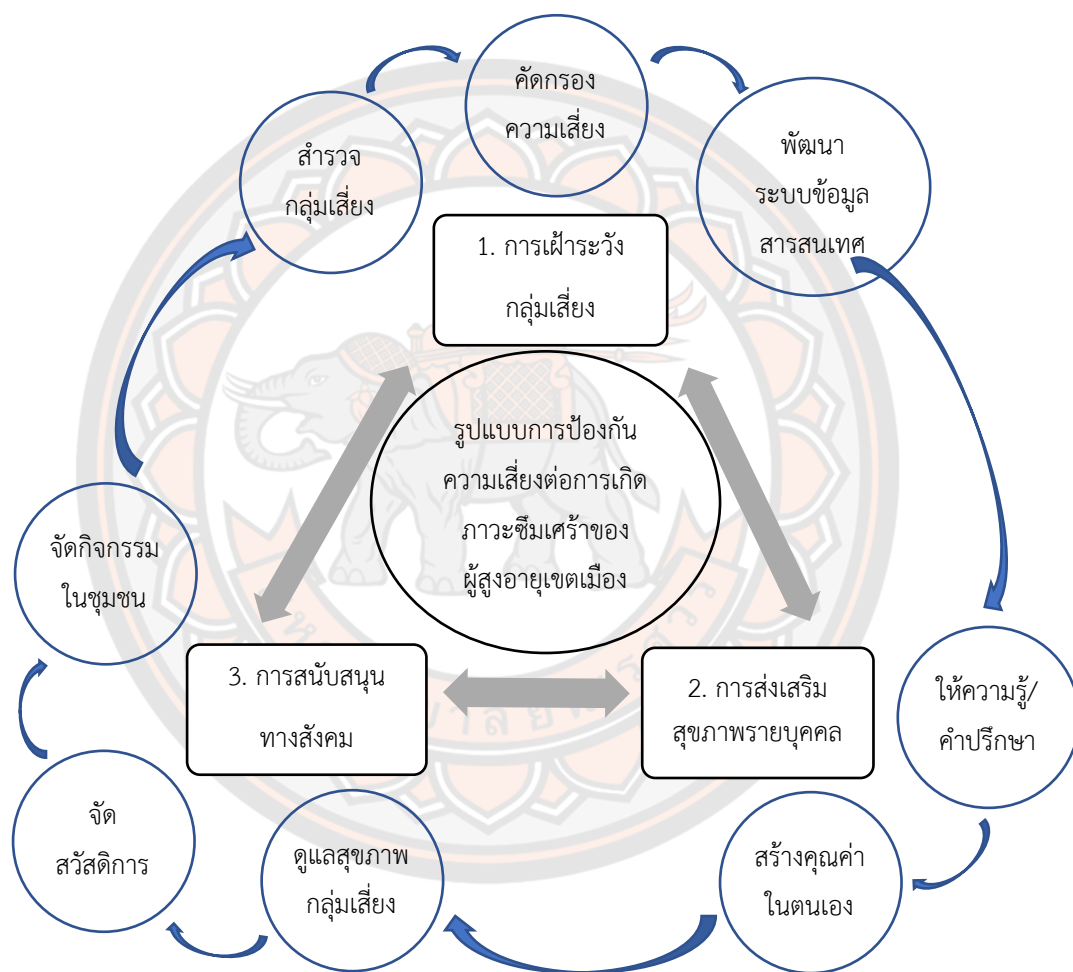 คัดกรอง
ความเสี่ยง
สำรวจ
กลุ่มเสี่ยง
พัฒนา
ระบบข้อมูล
สารสนเทศ
1. การเฝ้าระวัง
กลุ่มเสี่ยง
รูปแบบการป้องกัน
ความเสี่ยงต่อการเกิด
ภาวะซึมเศร้าของ
ผู้สูงอายุเขตเมือง
จัดกิจกรรม
ในชุมชน
3. การสนับสนุน
ทางสังคม
2. การส่งเสริม
สุขภาพรายบุคคล
ให้ความรู้/
คำปรึกษา
จัด
สวัสดิการ
ดูแลสุขภาพ
กลุ่มเสี่ยง
สร้างคุณค่า
ในตนเอง